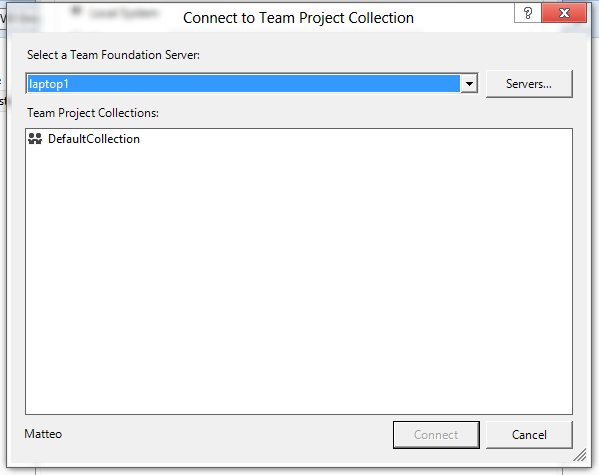 Local System
Connect to Team Project Collection
?
Select a Team Foundation Server:
laptop1
Servers...
Team Project Collections:
DefaultCollection
Matteo
Connect
Cancel